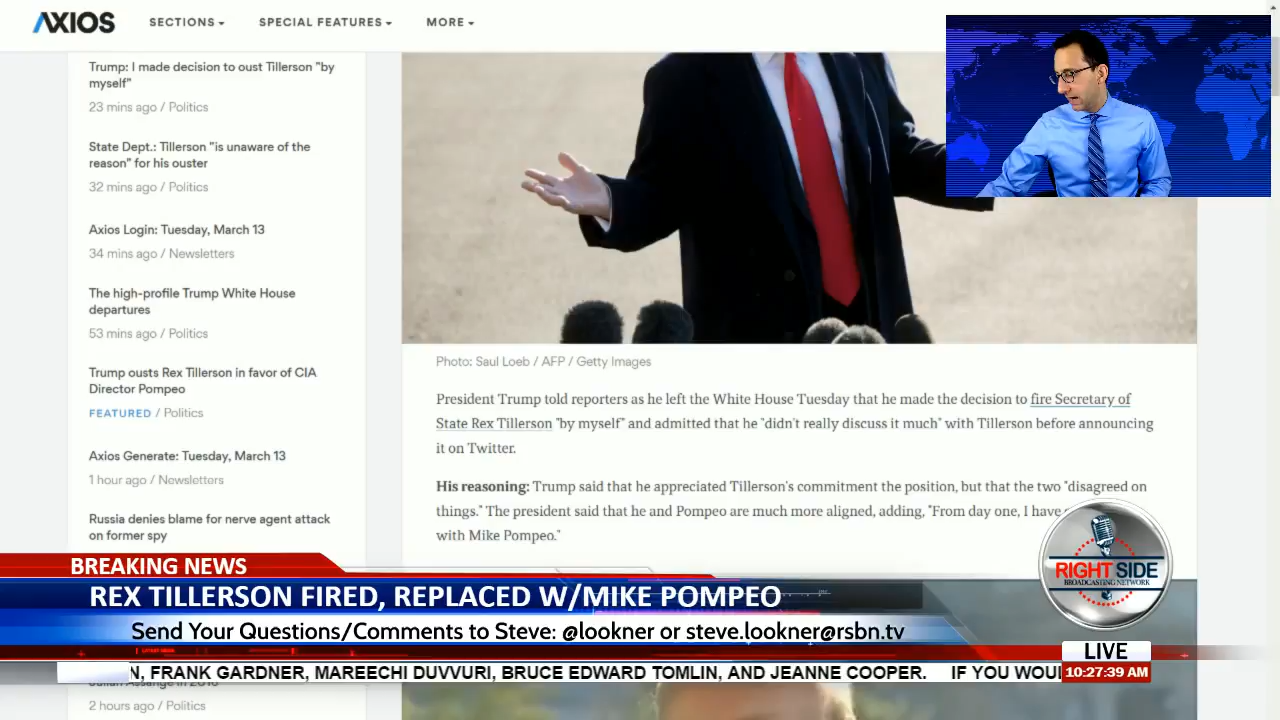 AXIOS
SECTIONS
SPECIAL FEATURES
MORE
Trump: I made decision to oust Tillerson "by
myself"
23 mins ago / Politics
State Dept.: Tillerson "is unaware of the
reason" for his ouster
32 mins ago / Politics
Axios Login: Tuesday, March 13
34 mins ago / Newsletters
The high-profile Trump White House
departures
53 mins ago / Politics
Trump ousts Rex Tillerson in favor of CIA
Director Pompeo
FEATURED / Politics
Axios Generate: Tuesday, March 13
1 hour ago / Newsletters
Russia denies blame for nerve agent attack
on former spy
2 hours ago / Politics
Photo: Saul Loeb / AFP / Getty Images
President Trump told reporters as he left the White House Tuesday that he made the decision to fire Secretary of
State Rex Tillerson "by myself" and admitted that he "didn't really discuss it much" with Tillerson before announcing
it on Twitter.
His reasoning: Trump said that he appreciated Tillerson's commitment the position, but that the two "disagreed on
things." The president said that he and Pompeo are much more aligned, adding, "From day one, I have
with Mike Pompeo."
BREAKING NEWS
REX TILLERSON FIRED, REPLACED W/MIKE POMPEO
Send Your Questions/Comments to Steve: @lookner or steve.lookner@rsbn.tv
LATEST NEWS
RIGHT SIDE
BROADCASTING NETWORK
LIVE
10:27:39 AM
N, FRANK GARDNER, MAREECHI DUVVURI, BRUCE EDWARD TOMLIN, AND JEANNE COOPER. IF YOU WOUL